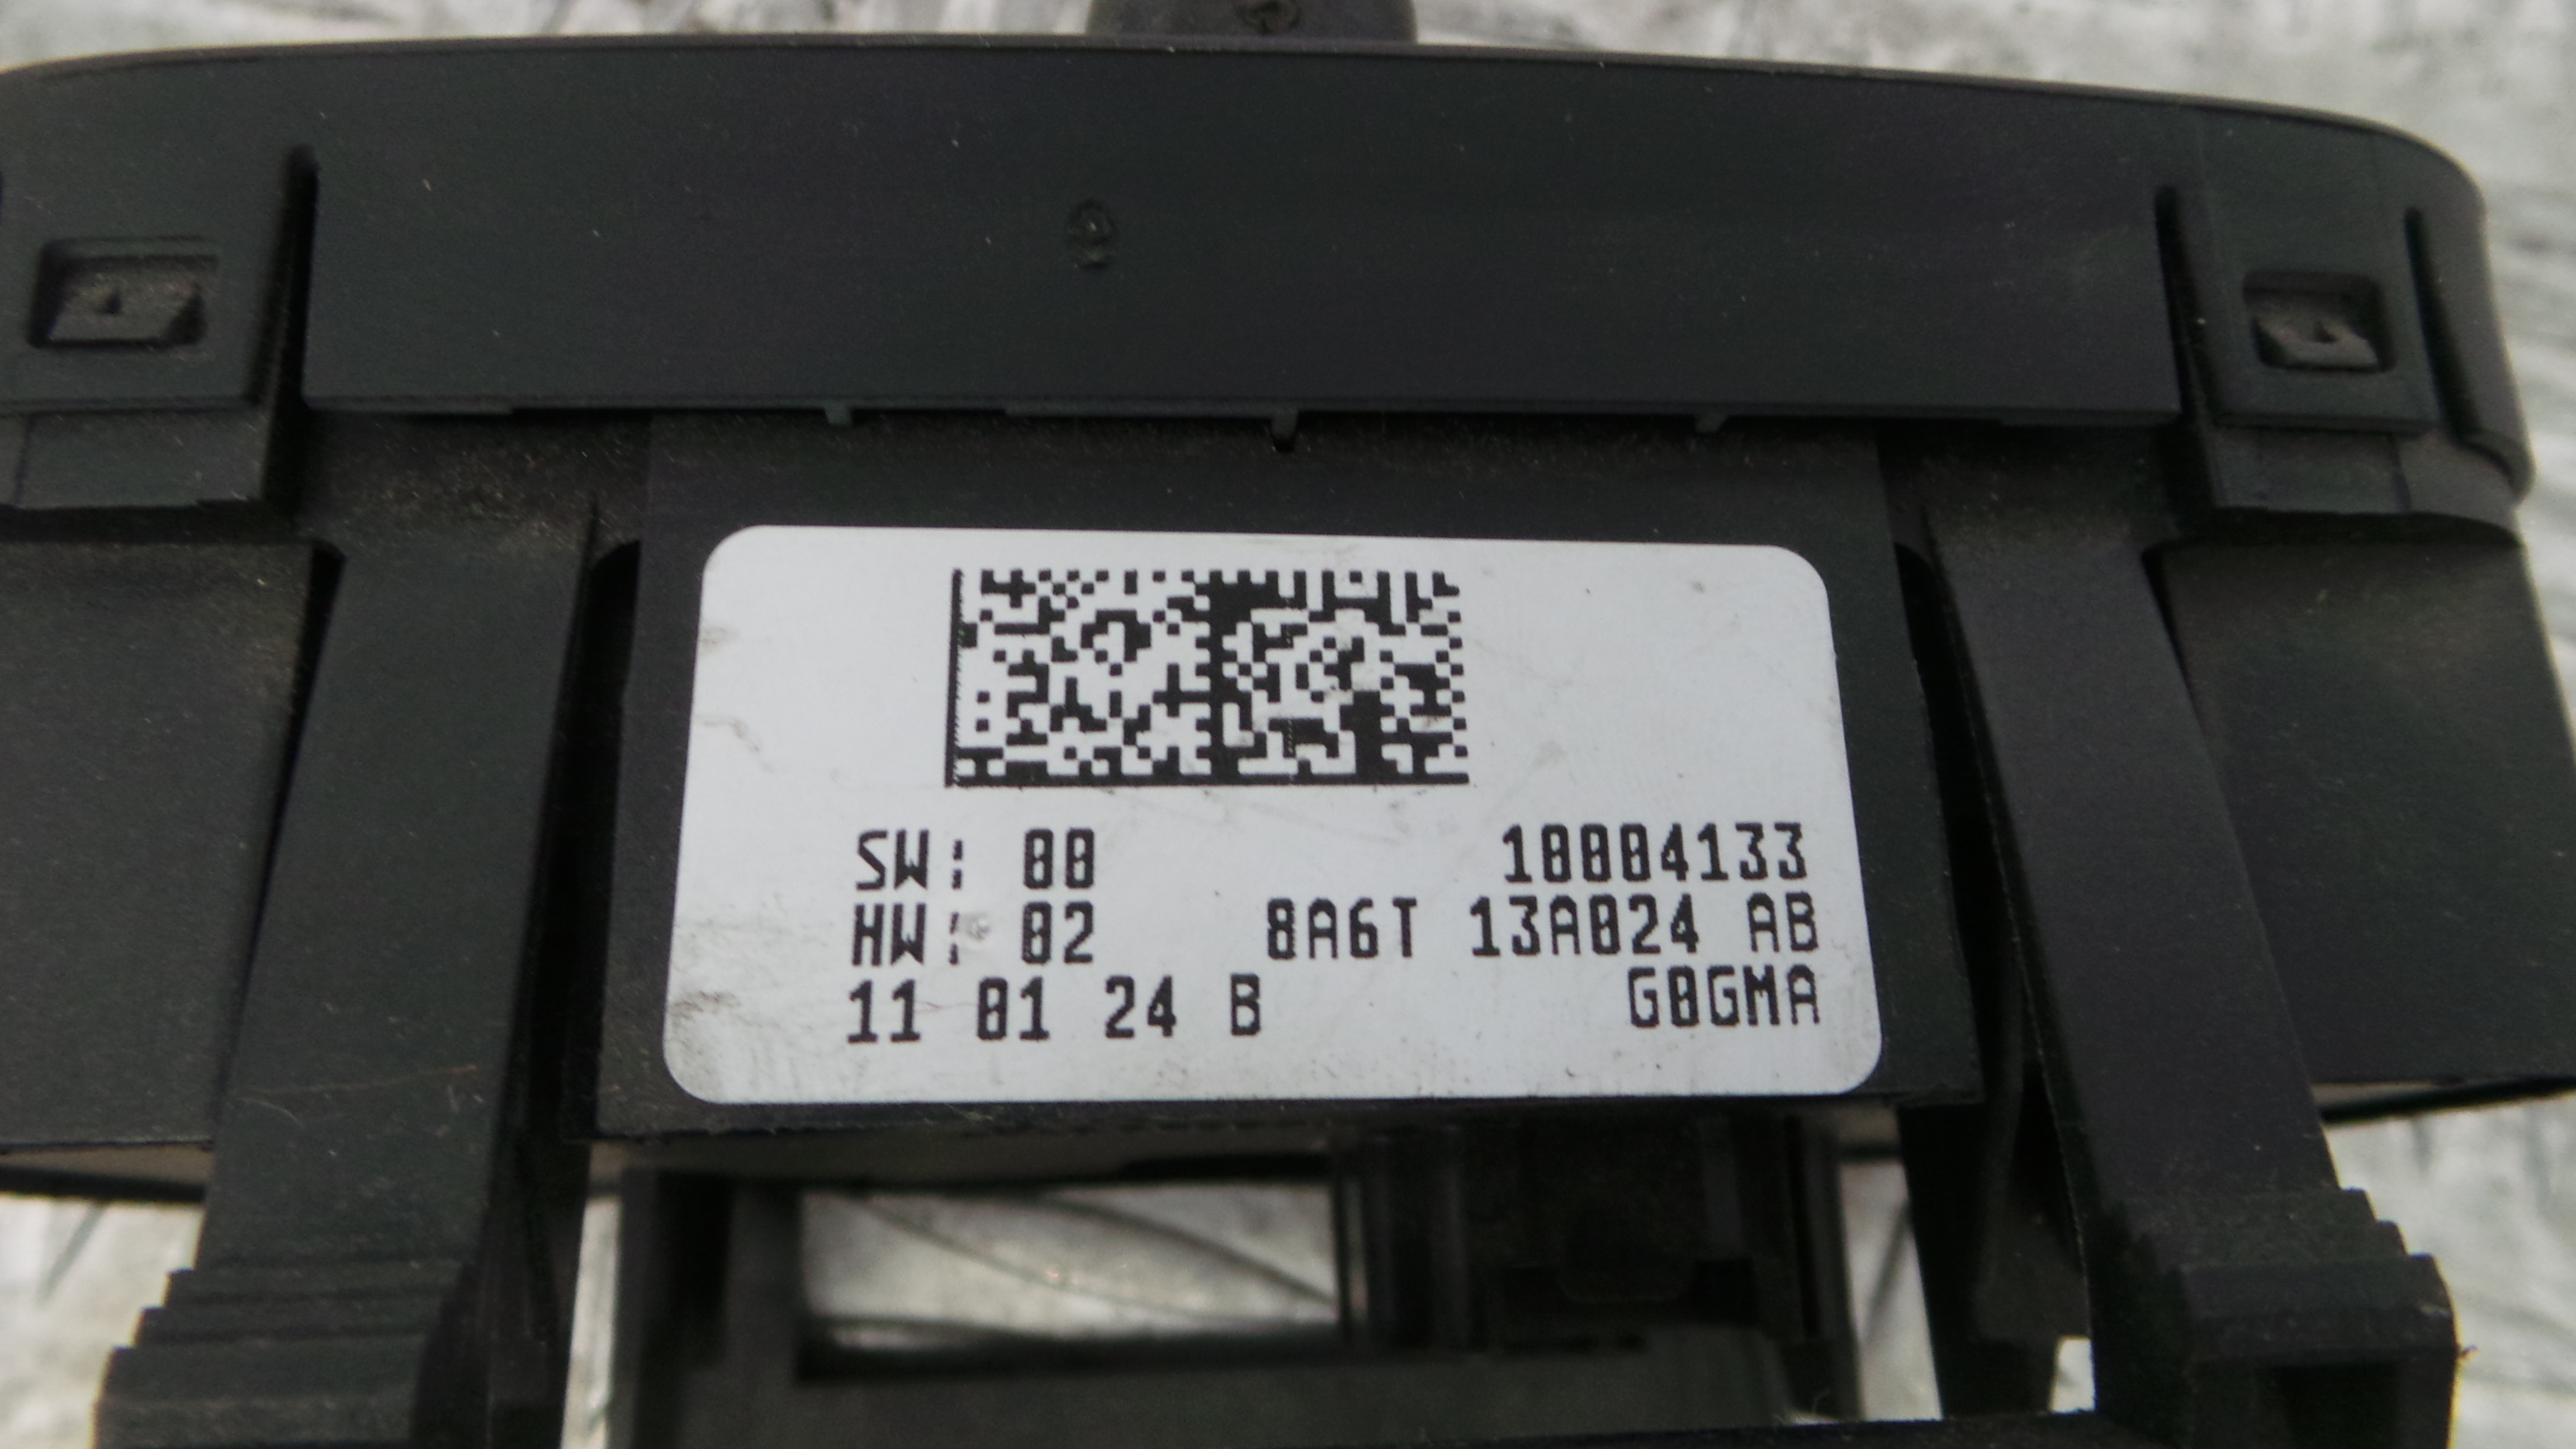 SW: 00 10004133
HW: 02 8A6T 13A024 AB
11 01 24 B G0GMA